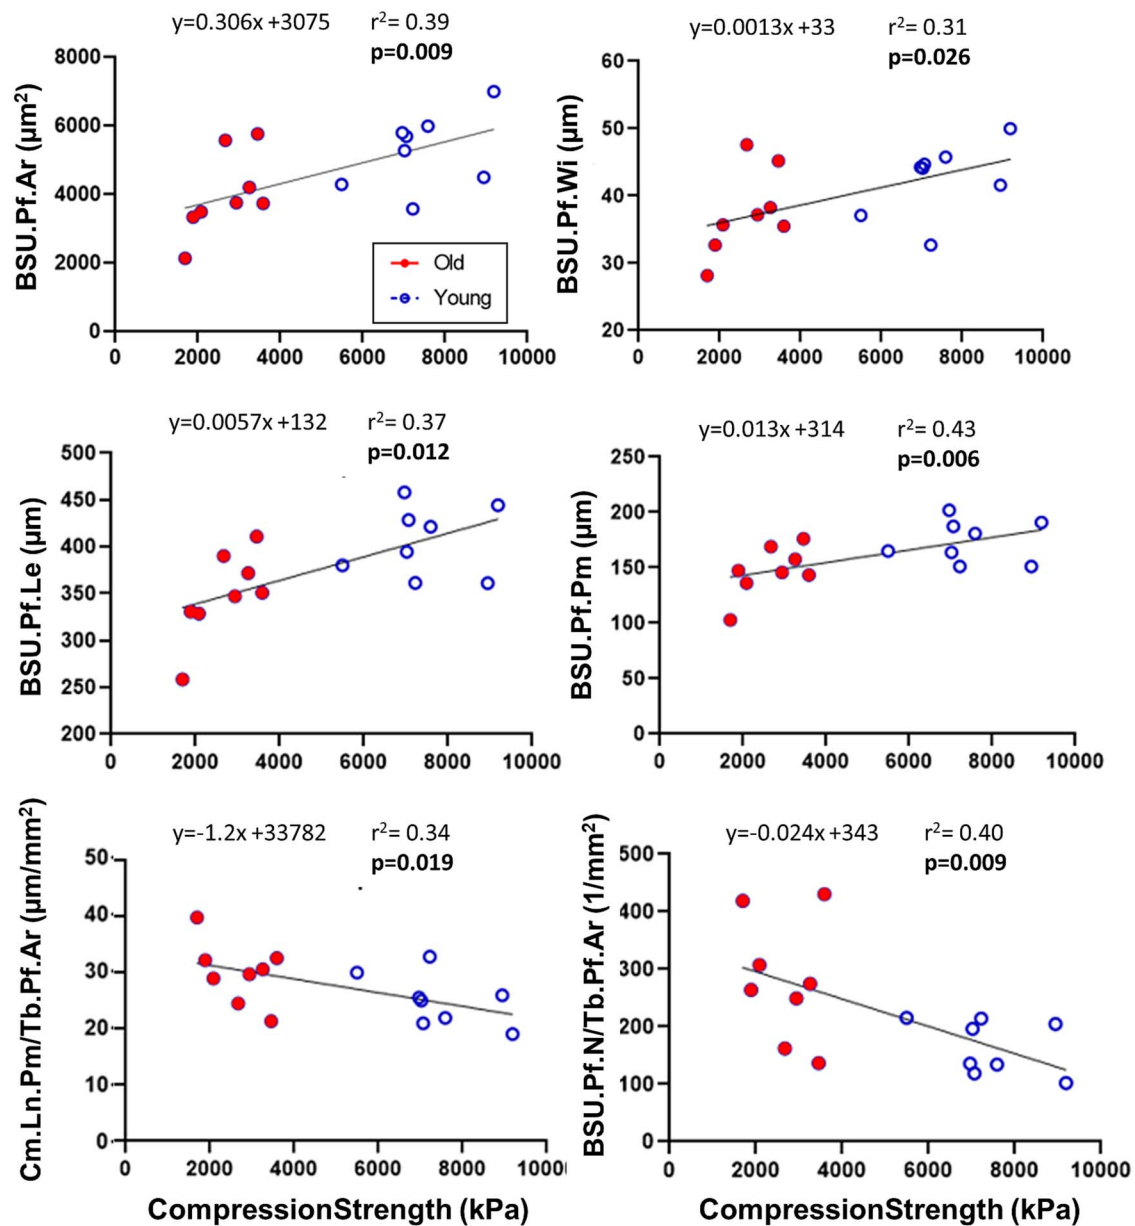 y=0.306x +3075 r²= 0.39
p=0.009
BSU.Pf.Ar (µm²)
8000
6000
4000
2000
0
0 2000 4000 6000 8000 10000
Old
Young
y=0.0013x +33 r²= 0.31
p=0.026
BSU.Pf.Wi (µm)
60
50
40
30
20
0 2000 4000 6000 8000 10000
y=0.0057x +132 r²= 0.37
p=0.012
BSU.Pf.Le (µm)
500
450
400
350
300
250
200
0 2000 4000 6000 8000 10000
y=0.013x +314 r²= 0.43
p=0.006
BSU.Pf.Pm (µm)
250
200
150
100
50
0
0 2000 4000 6000 8000 10000
y=-1.2x +33782 r²= 0.34
p=0.019
Cm.Ln.Pm/Tb.Pf.Ar (µm/mm²)
50
40
30
20
10
0
0 2000 4000 6000 8000 10000
CompressionStrength (kPa)
y=-0.024x +343 r²= 0.40
p=0.009
BSU.Pf.N/Tb.Pf.Ar (1/mm²)
500
400
300
200
100
0
0 2000 4000 6000 8000 10000
CompressionStrength (kPa)